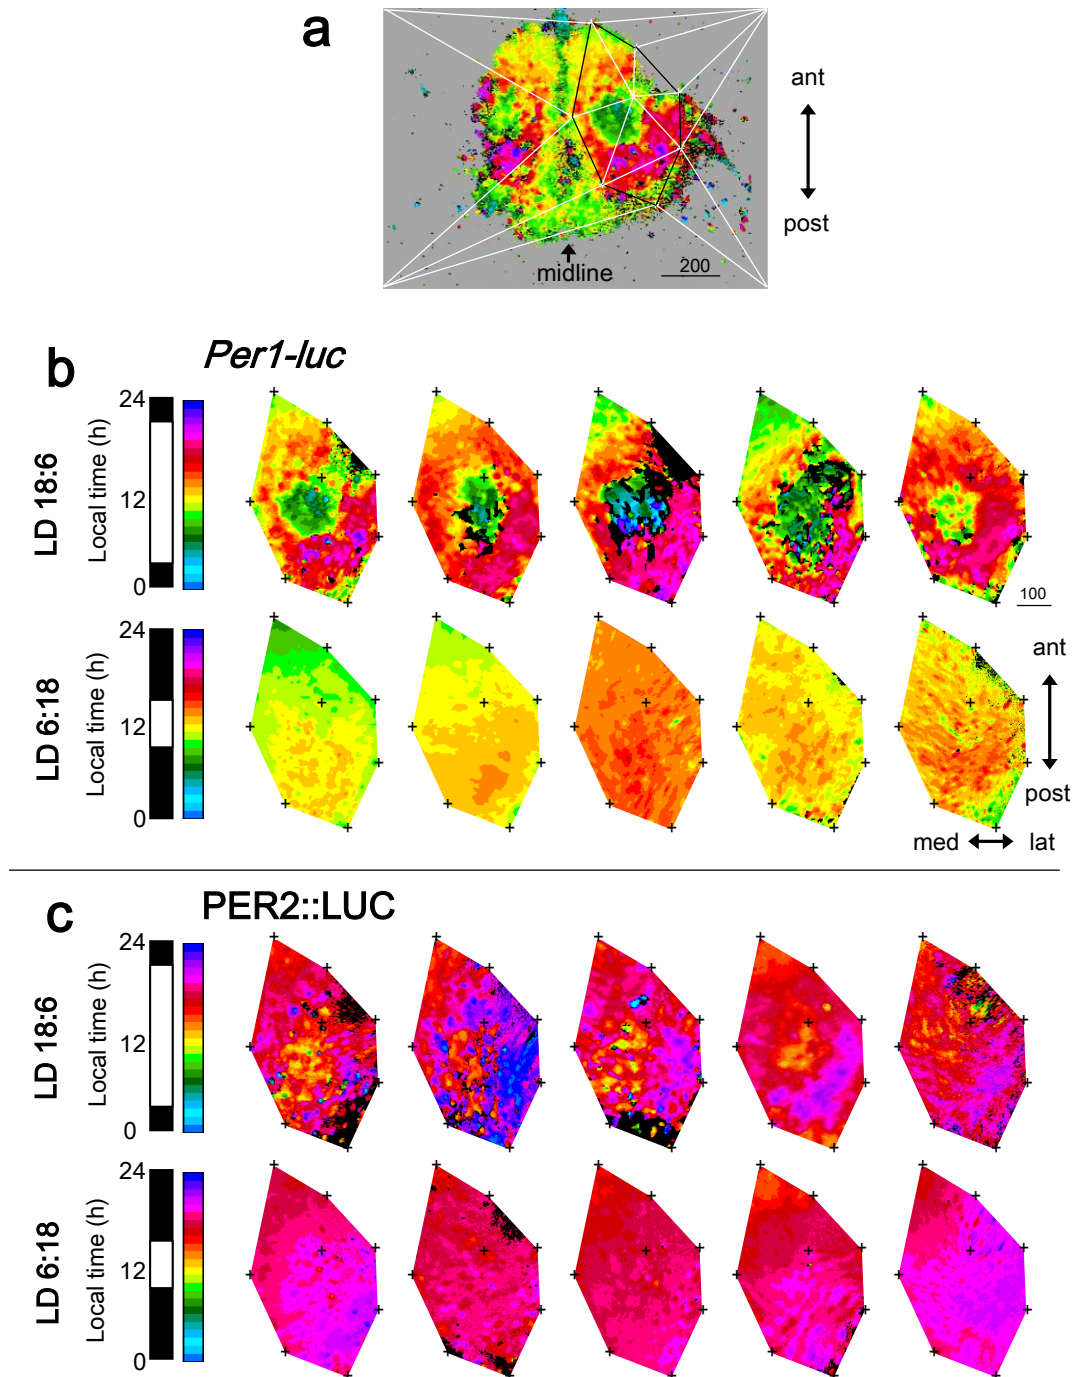 a
ant
post
midline
200
b
Per1-luc
LD 18:6
Local time (h)
24
12
0
100
LD 6:18
Local time (h)
24
12
0
ant
post
med
lat
c
PER2::LUC
LD 18:6
Local time (h)
24
12
0
LD 6:18
Local time (h)
24
12
0